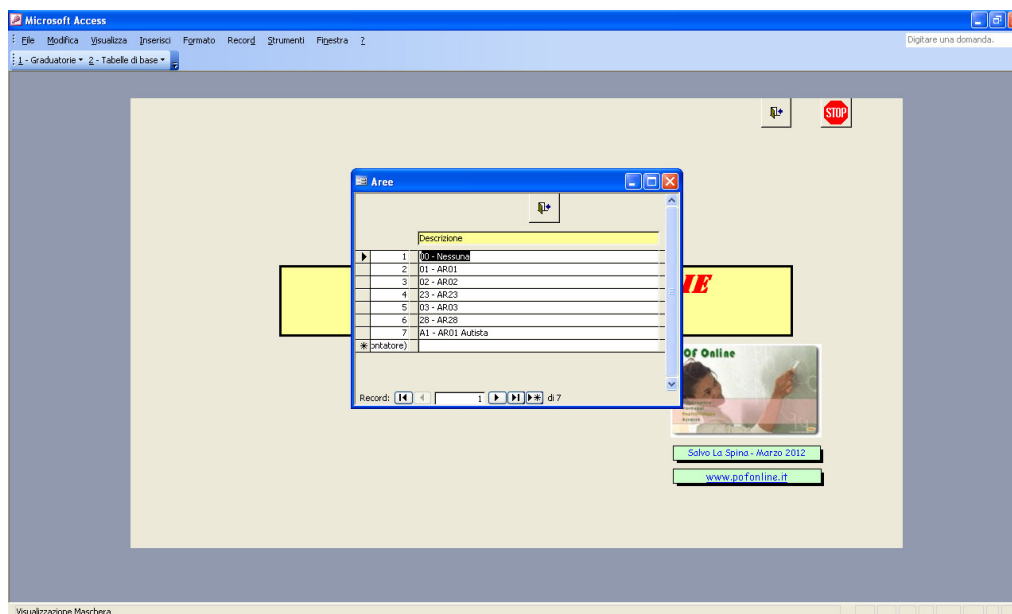 Microsoft Access
File Modifica Visualizza Inserisci Formato Record Strumenti Finestra ?
Digitare una domanda.
1 - Graduatorie 2 - Tabelle di base
STOP
Aree
Descrizione
1 00 - Nessuna
2 01 - AR01
3 02 - AR02
4 23 - AR23
5 03 - AR03
6 28 - AR28
7 A1 - AR01 Autista
ontatore)
Record: 1 di 7
IE
OF Online
Salvo La Spina - Marzo 2012
www.pofonline.it
Visualizzazione Maschera